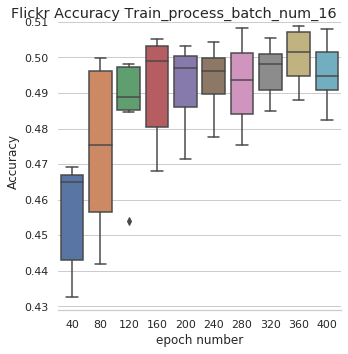 Flickr Accuracy Train_process_batch_num_16
0.51
0.50
0.49
0.48
0.47
0.46
0.45
0.44
0.43
Accuracy
40 80 120 160 200 240 280 320 360 400
epoch number